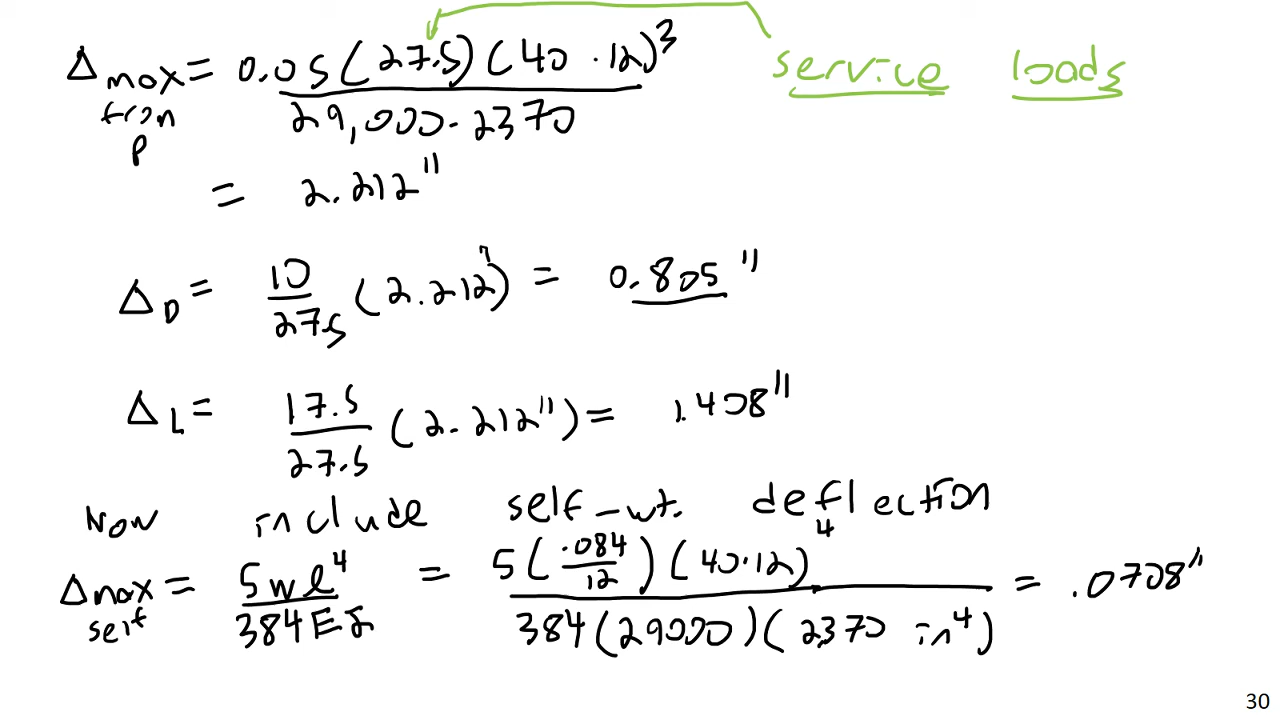 Δmax = 0.05 (27.5) (40 · 12)³ / 29,000 · 2370 service loads
from
P
= 2.212"
ΔD = 10 / 27.5 (2.212") = 0.805"
ΔL = 17.5 / 27.5 (2.212") = 1.408"
Now include self-wt. deflection
Δmax = 5wl⁴ / 384EI = 5 (.084 / 12) (40·12)⁴ / 384 (29000) (2370 in⁴) = .0708"
self
30